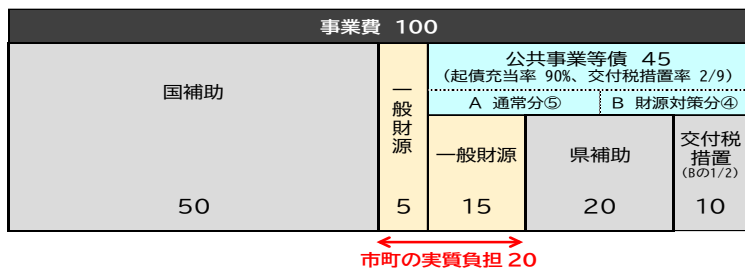 事業費 100
国補助
50
一般財源
5
公共事業等債 45
(起債充当率 90%、交付税措置率 2/9)
A 通常分⑤
B 財源対策分④
一般財源
15
県補助
20
交付税
措置
(Bの1/2)
10
市町の実質負担 20